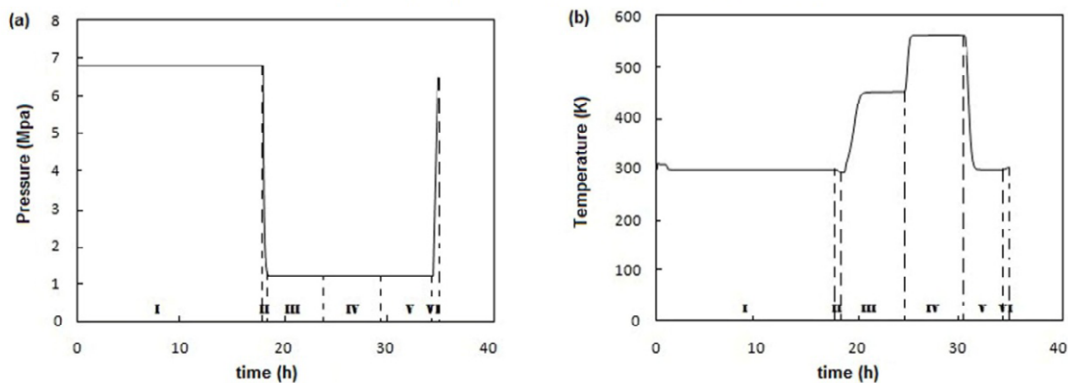 (a)
Pressure (Mpa)
8
7
6
5
4
3
2
1
0
I II III IV V VI
0 10 20 30 40
time (h)
(b)
Temperature (K)
600
500
400
300
200
100
0
I II III IV V VI
0 10 20 30 40
time (h)